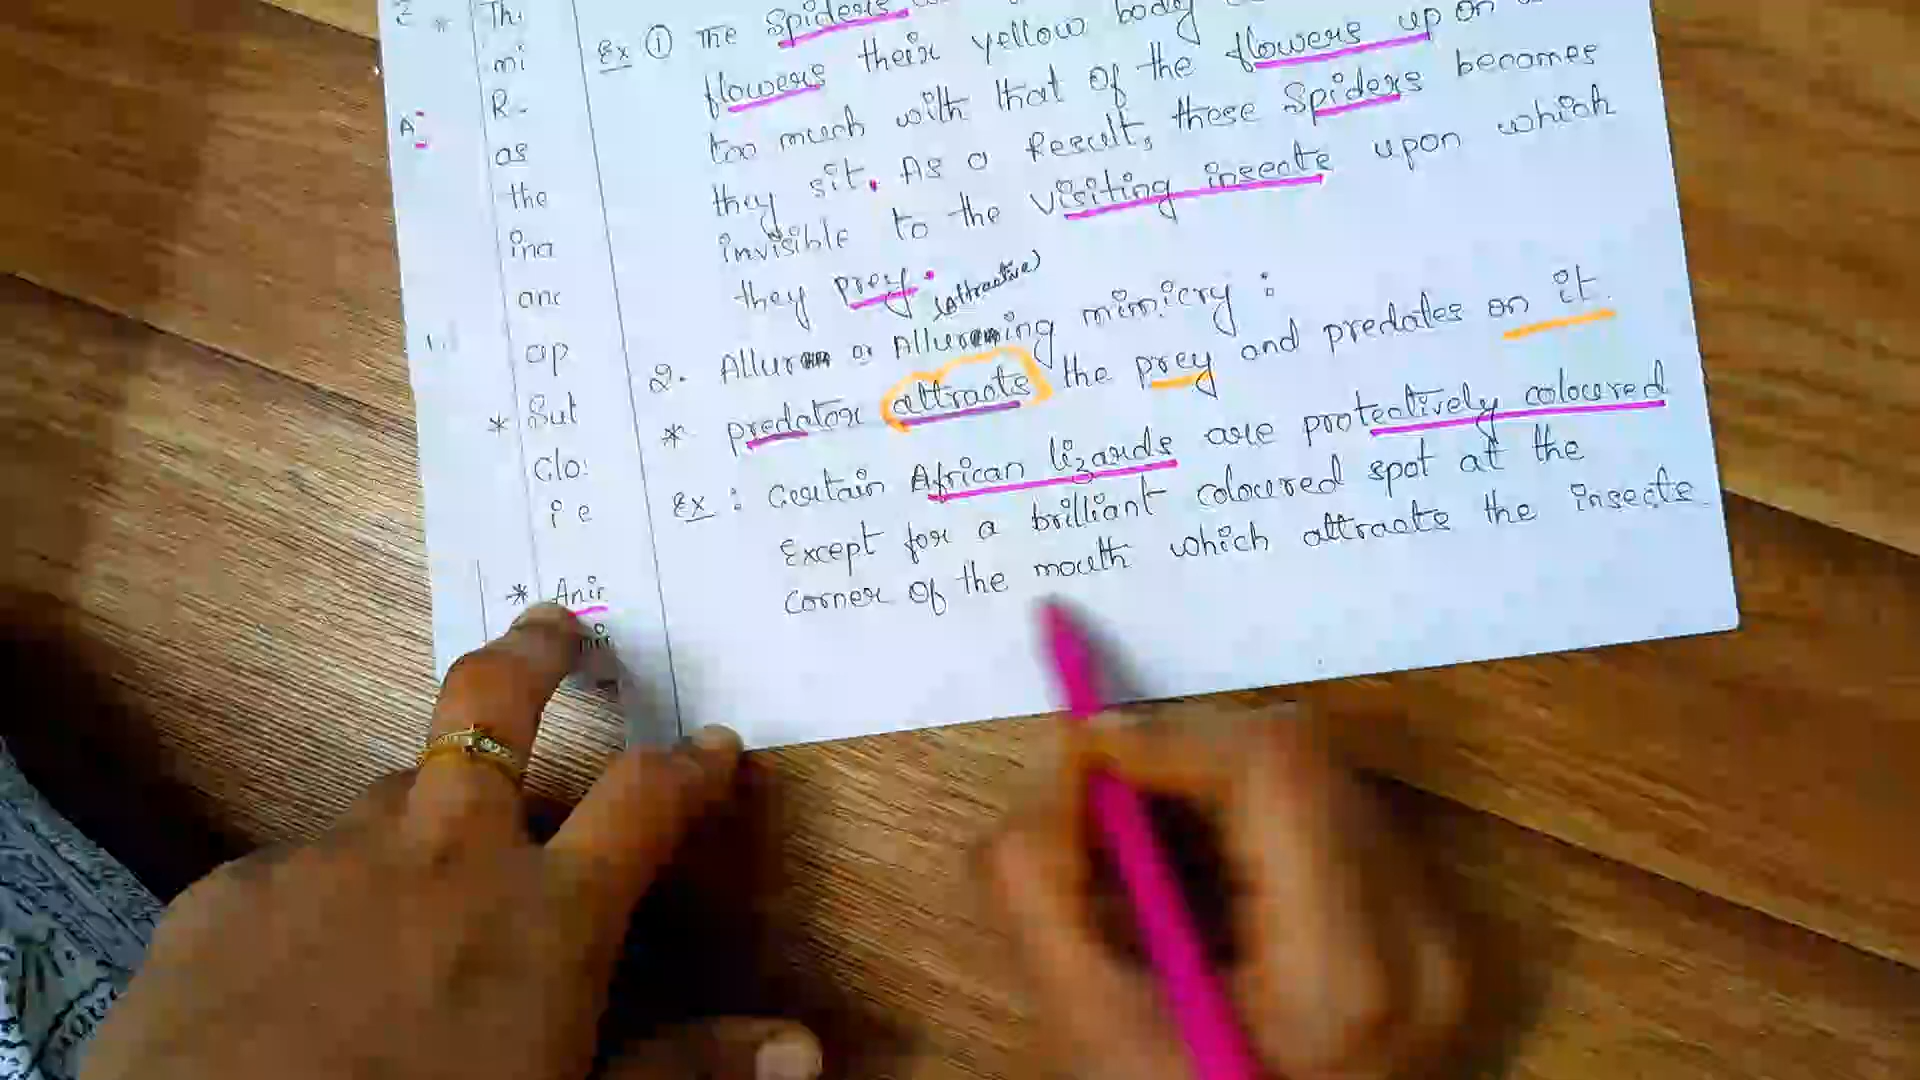 Ex ① The Spiders
flowers their yellow body
too much with that of the flowers upon
they sit. As a Result, these Spiders becomes
invisible to the visiting insects upon which
they prey.
(attractive)
2. Allur or Alluring mimicry :
* predator attracts the prey and predates on it.
Ex : Certain African lizards are protectively coloured
Except for a brilliant coloured spot at the
corner of the mouth which attracts the insects
* Thi
mi
R.
A:
as
the
ina
anc
1.
op
* But
Clo:
ie
* Anir